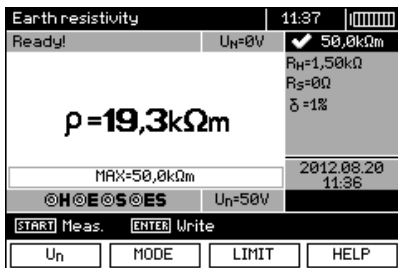 Earth resistivity 11:37
Ready! UN=0V ✔ 50,0kΩm
RH=1,50kΩ
RS=0Ω
δ=1%
ρ=19,3kΩm
MAX=50,0kΩm
2012.08.20
11:36
◎H◎E◎S◎ES Un=50V
START Meas. ENTER Write
Un MODE LIMIT HELP